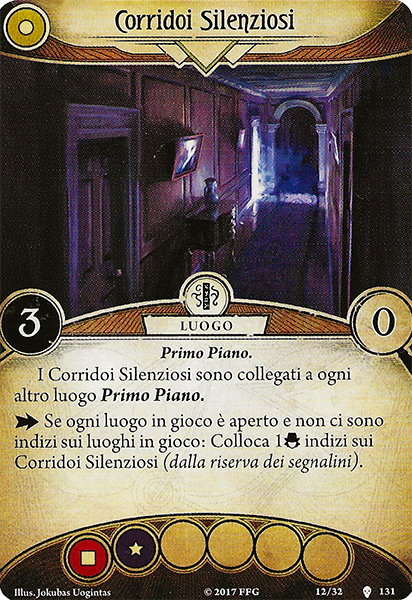 Corridoi Silenziosi
3
LUOGO
0
Primo Piano.
I Corridoi Silenziosi sono collegati a ogni
altro luogo Primo Piano.
Se ogni luogo in gioco è aperto e non ci sono
indizi sui luoghi in gioco: Colloca 1 indizi sui
Corridoi Silenziosi (dalla riserva dei segnalini).
Illus. Jokubas Uogintas © 2017 FFG 12/32 131